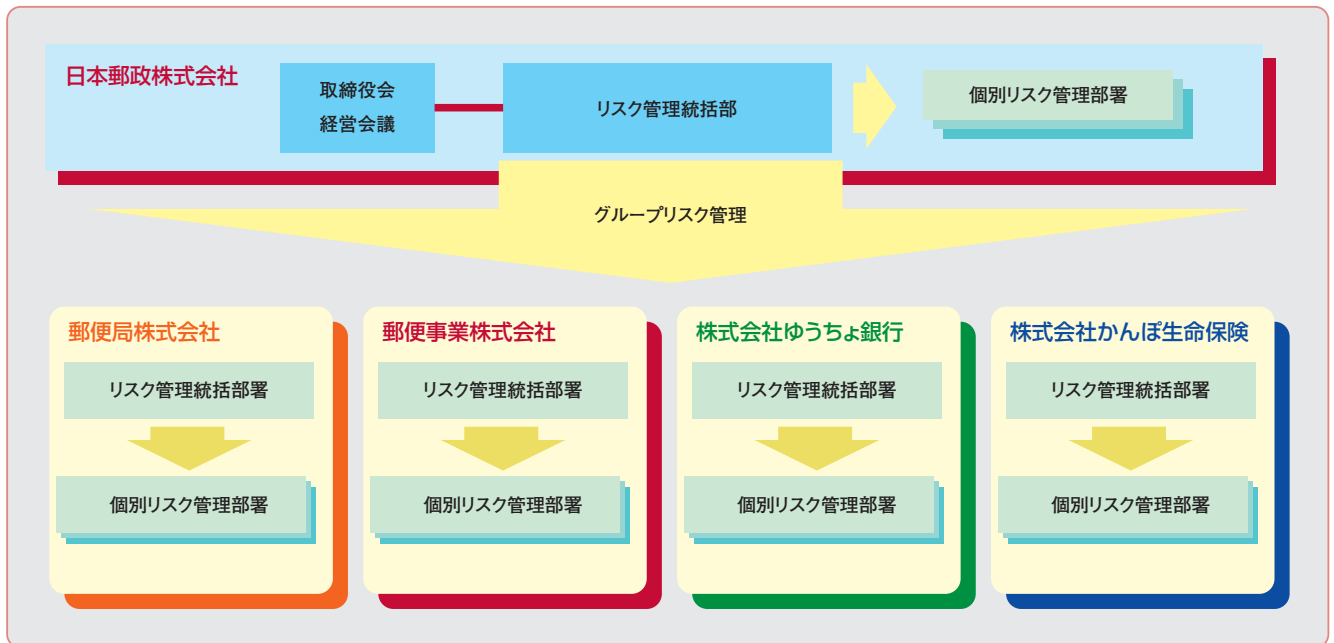 日本郵政株式会社
取締役会
経営会議
リスク管理統括部
個別リスク管理部署
グループリスク管理
郵便局株式会社
リスク管理統括部署
個別リスク管理部署
郵便事業株式会社
リスク管理統括部署
個別リスク管理部署
株式会社ゆうちょ銀行
リスク管理統括部署
個別リスク管理部署
株式会社かんぽ生命保険
リスク管理統括部署
個別リスク管理部署